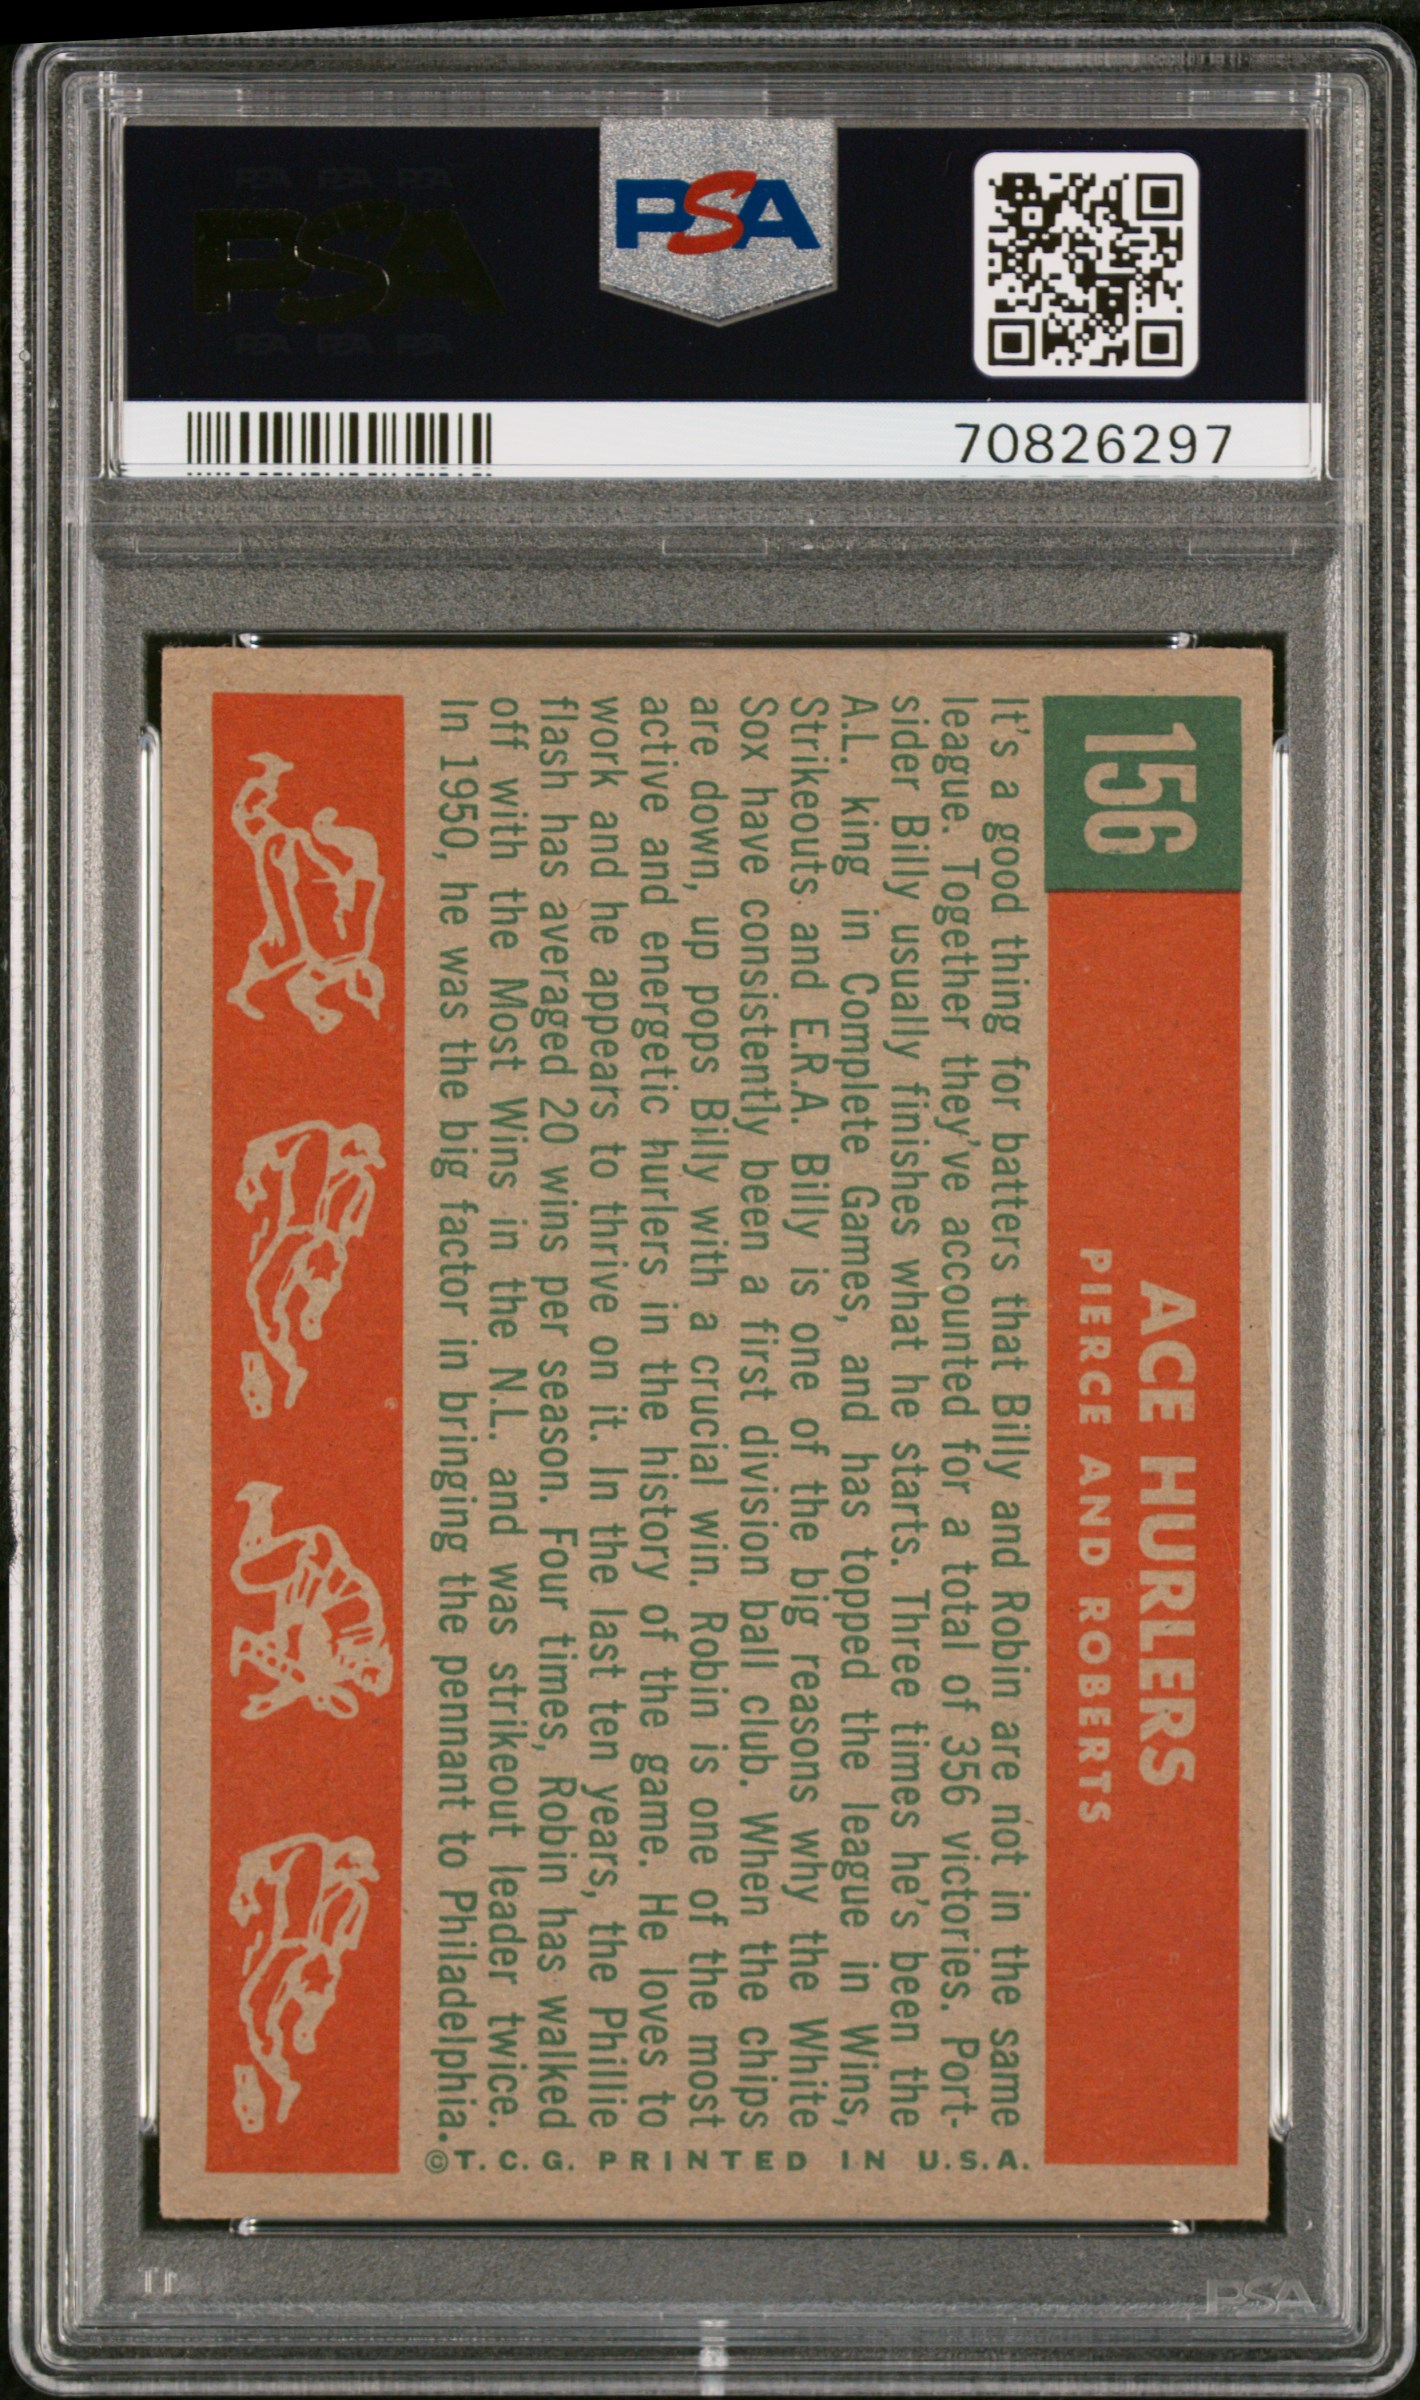 PSA PSA PSA
PSA
PSA PSA PSA
PSA
70826297
156
ACE HURLERS
PIERCE AND ROBERTS
It's a good thing for batters that Billy and Robin are not in the same
league. Together they've accounted for a total of 356 victories. Port-
sider Billy usually finishes what he starts. Three times he's been the
A.L. king in Complete Games, and has topped the league in Wins,
Strikeouts and E.R.A. Billy is one of the big reasons why the White
Sox have consistently been a first division ball club. When the chips
are down, up pops Billy with a crucial win. Robin is one of the most
active and energetic hurlers in the history of the game. He loves to
work and he appears to thrive on it. In the last ten years, the Phillie
flash has averaged 20 wins per season. Four times, Robin has walked
off with the Most Wins in the N.L. and was strikeout leader twice.
In 1950, he was the big factor in bringing the pennant to Philadelphia.
©T.C.G. PRINTED IN U.S.A.
PSA